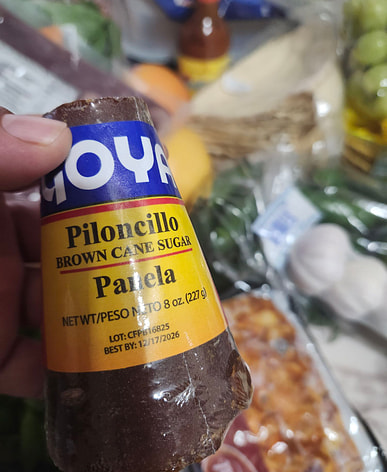 GOYA
Piloncillo
BROWN CANE SUGAR
Panela
NET WT/PESO NETO 8 oz. (227 g)
LOT: CFP816825
BEST BY: 12/17/2026